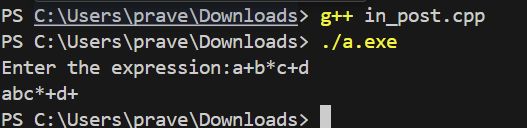 PS C:\Users\prave\Downloads> g++ in_post.cpp
PS C:\Users\prave\Downloads> ./a.exe
Enter the expression:a+b*c+d
abc*+d+
PS C:\Users\prave\Downloads>